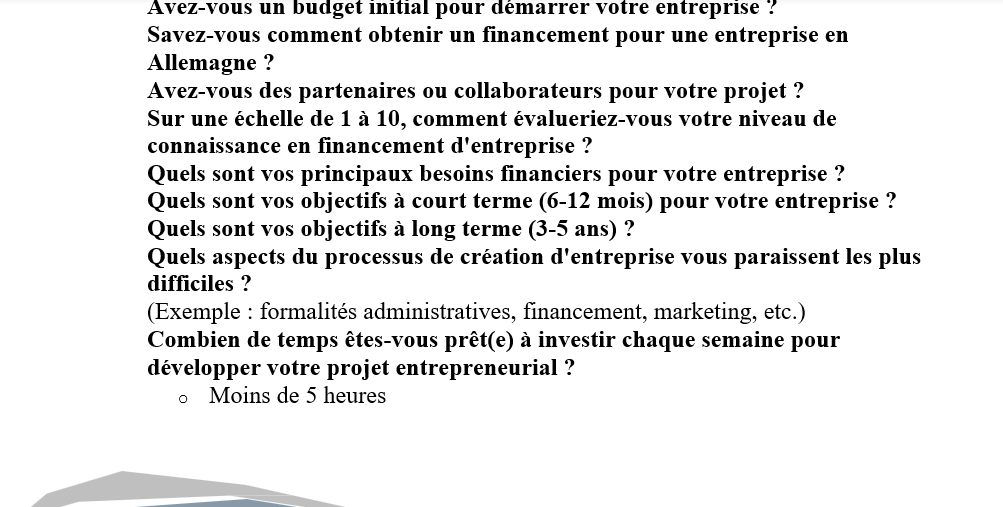 Avez-vous un budget initial pour démarrer votre entreprise ?
Savez-vous comment obtenir un financement pour une entreprise en
Allemagne ?
Avez-vous des partenaires ou collaborateurs pour votre projet ?
Sur une échelle de 1 à 10, comment évalueriez-vous votre niveau de
connaissance en financement d'entreprise ?
Quels sont vos principaux besoins financiers pour votre entreprise ?
Quels sont vos objectifs à court terme (6-12 mois) pour votre entreprise ?
Quels sont vos objectifs à long terme (3-5 ans) ?
Quels aspects du processus de création d'entreprise vous paraissent les plus
difficiles ?
(Exemple : formalités administratives, financement, marketing, etc.)
Combien de temps êtes-vous prêt(e) à investir chaque semaine pour
développer votre projet entrepreneurial ?
o Moins de 5 heures